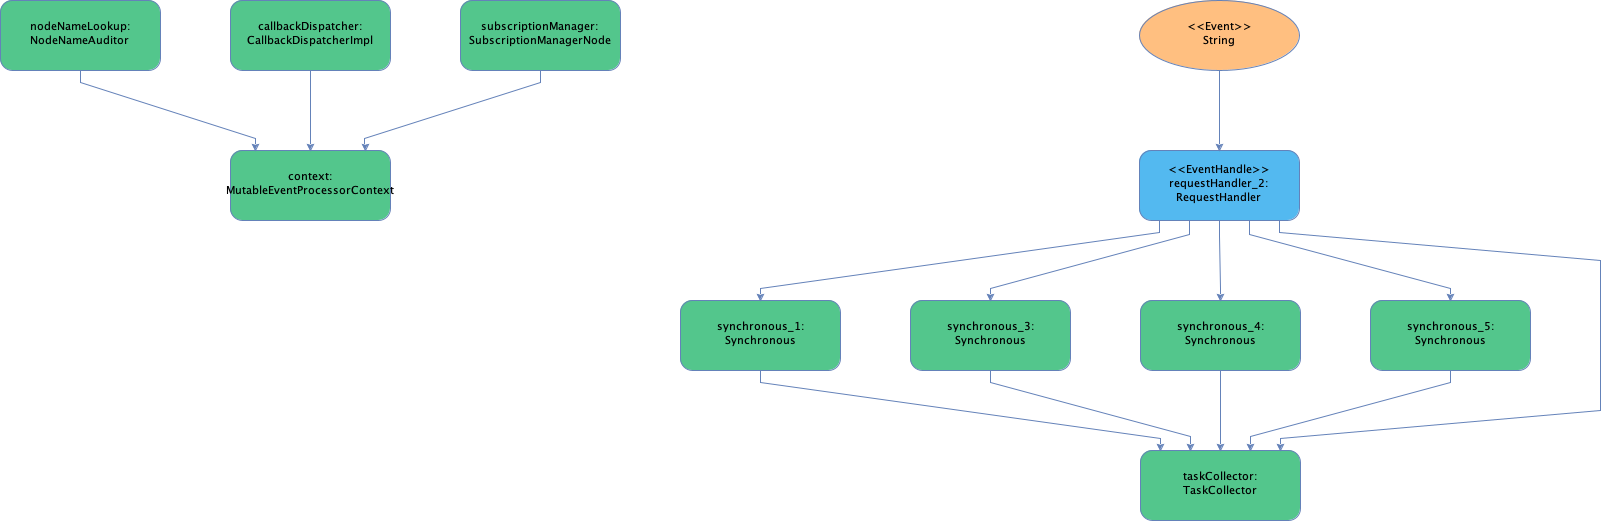 nodeNameLookup:
NodeNameAuditor
callbackDispatcher:
CallbackDispatcherImpl
subscriptionManager:
SubscriptionManagerNode
<<Event>>
String
context:
MutableEventProcessorContext
<<EventHandle>>
requestHandler_2:
RequestHandler
synchronous_1:
Synchronous
synchronous_3:
Synchronous
synchronous_4:
Synchronous
synchronous_5:
Synchronous
taskCollector:
TaskCollector